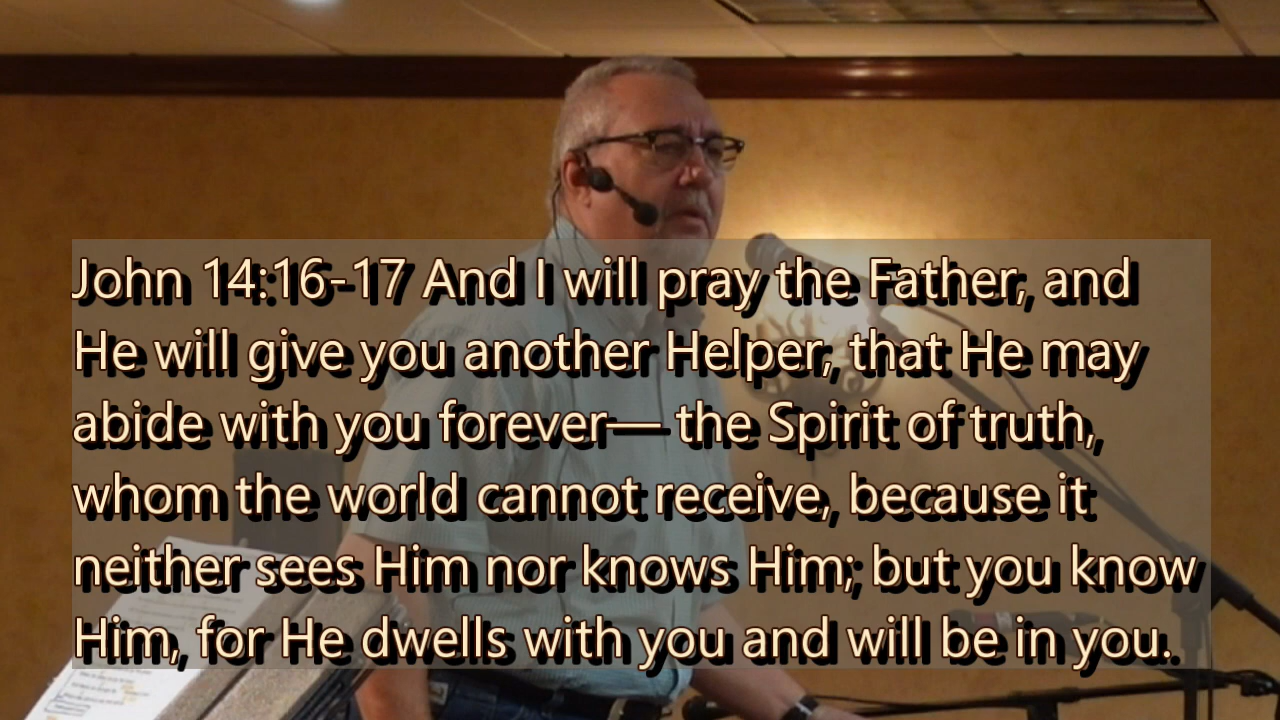 John 14:16-17 And I will pray the Father, and
He will give you another Helper, that He may
abide with you forever— the Spirit of truth,
whom the world cannot receive, because it
neither sees Him nor knows Him; but you know
Him, for He dwells with you and will be in you.